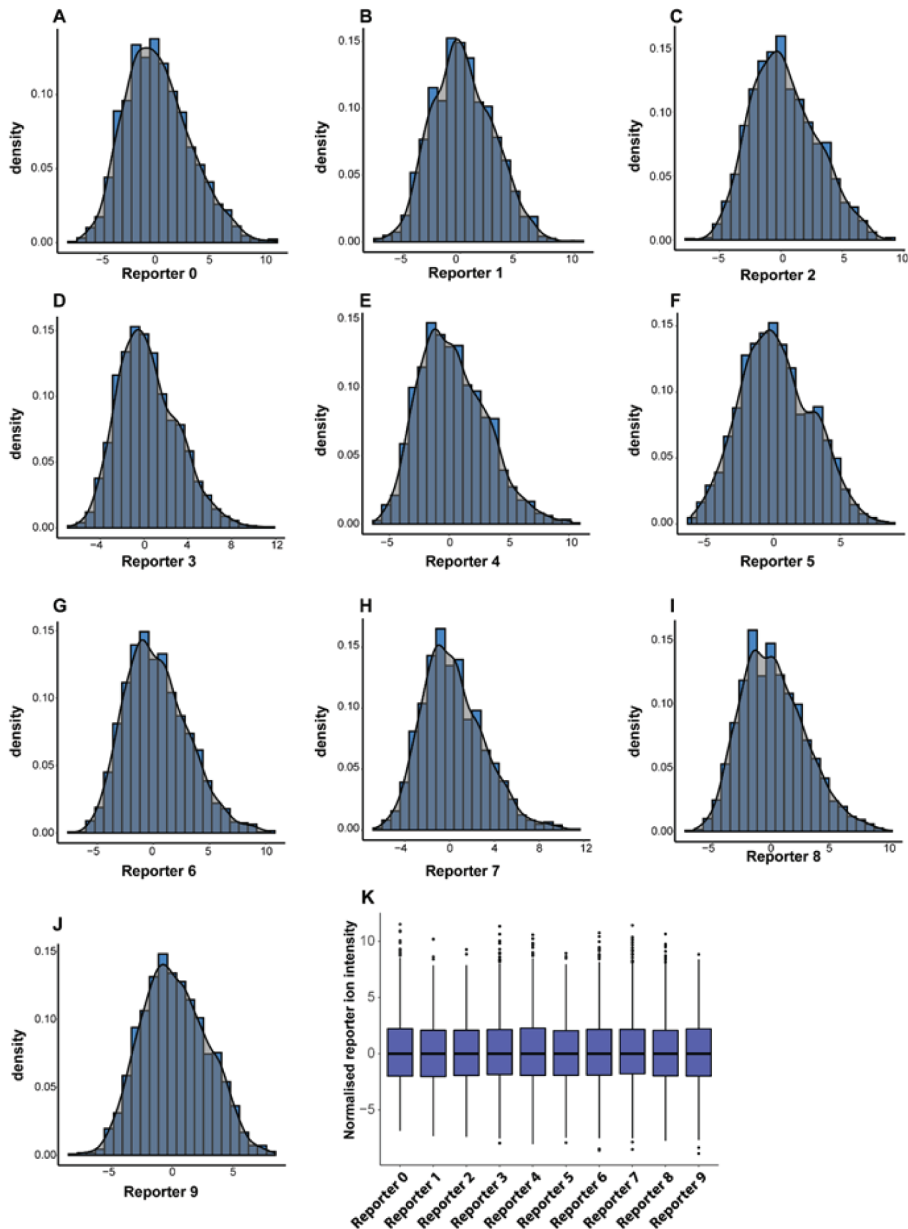 A
B
C
0.15
0.15
0.10
0.10
0.10
density
density
density
0.05
0.05
0.05
0.00
0.00
0.00
−5 0 5 10
−5 0 5 10
−5 0 5 10
Reporter 0
Reporter 1
Reporter 2
D
E
F
0.15
0.15
0.15
0.10
0.10
0.10
density
density
density
0.05
0.05
0.05
0.00
0.00
0.00
−4 0 4 8 12
−5 0 5 10
−5 0 5
Reporter 3
Reporter 4
Reporter 5
G
H
I
0.15
0.15
0.15
0.10
0.10
0.10
density
density
density
0.05
0.05
0.05
0.00
0.00
0.00
−5 0 5 10
−4 0 4 8 12
−5 0 5 10
Reporter 6
Reporter 7
Reporter 8
J
0.15
0.10
density
0.05
0.00
−5 0 5
Reporter 9
K
10
5
0
−5
Normalised reporter ion intensity
Reporter 0
Reporter 1
Reporter 2
Reporter 3
Reporter 4
Reporter 5
Reporter 6
Reporter 7
Reporter 8
Reporter 9